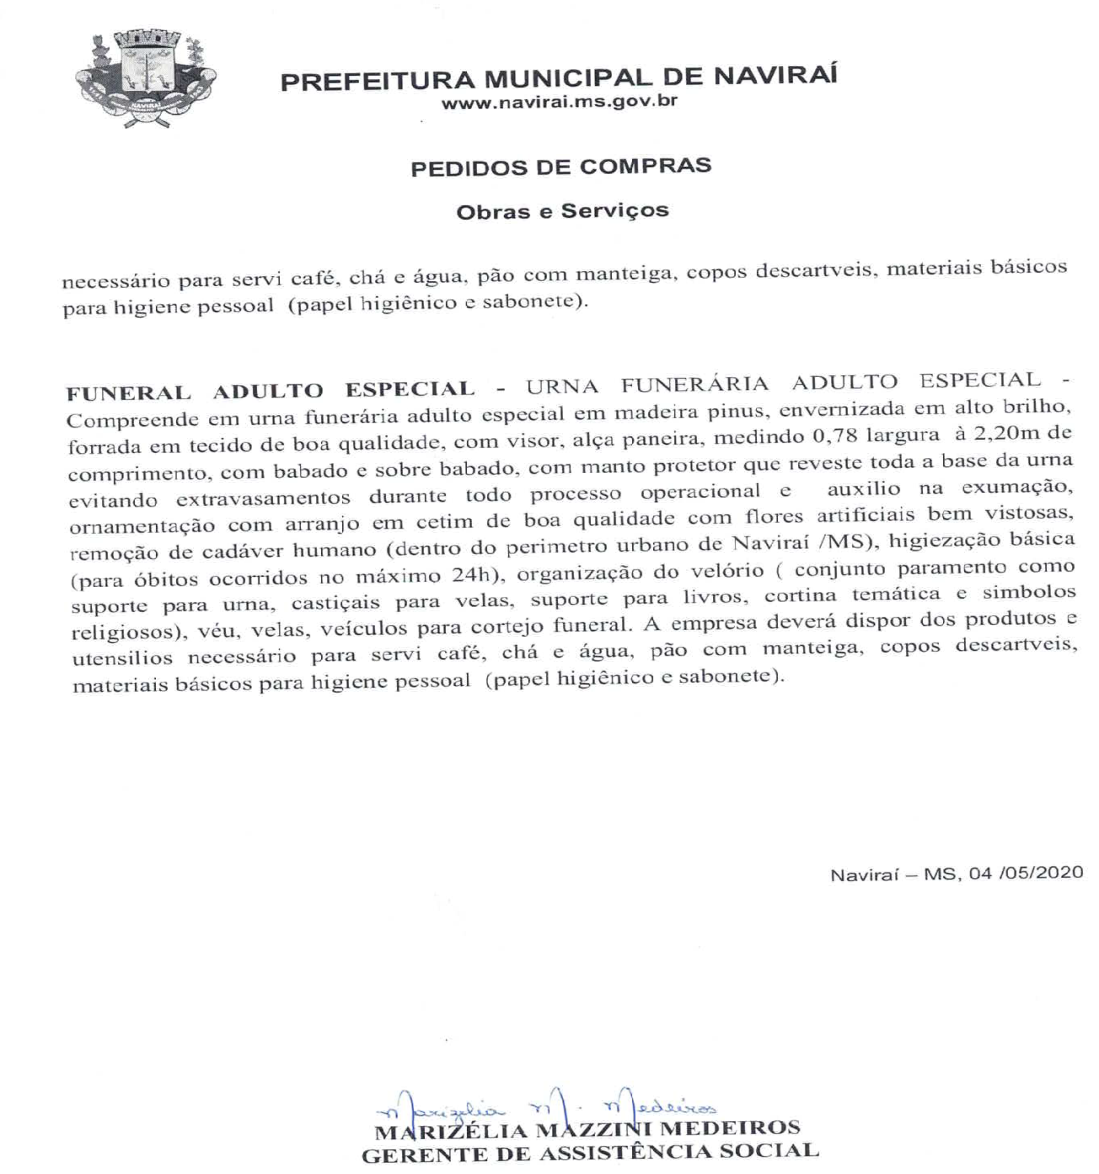 NAVIRAÍ
PREFEITURA MUNICIPAL DE NAVIRAÍ
www.navirai.ms.gov.br
PEDIDOS DE COMPRAS
Obras e Serviços
necessário para servi café, chá e água, pão com manteiga, copos descartveis, materiais básicos
para higiene pessoal (papel higiênico e sabonete).
FUNERAL ADULTO ESPECIAL - URNA FUNERÁRIA ADULTO ESPECIAL -
Compreende em urna funerária adulto especial em madeira pinus, envernizada em alto brilho,
forrada em tecido de boa qualidade, com visor, alça paneira, medindo 0,78 largura à 2,20m de
comprimento, com babado e sobre babado, com manto protetor que reveste toda a base da urna
evitando extravasamentos durante todo processo operacional e auxilio na exumação,
ornamentação com arranjo em cetim de boa qualidade com flores artificiais bem vistosas,
remoção de cadáver humano (dentro do perimetro urbano de Naviraí /MS), higiezação básica
(para óbitos ocorridos no máximo 24h), organização do velório ( conjunto paramento como
suporte para urna, castiçais para velas, suporte para livros, cortina temática e simbolos
religiosos), véu, velas, veículos para cortejo funeral. A empresa deverá dispor dos produtos e
utensilios necessário para servi café, chá e água, pão com manteiga, copos descartveis,
materiais básicos para higiene pessoal (papel higiênico e sabonete).
Naviraí – MS, 04 /05/2020
Marizelia M. Medeiros
MARIZÉLIA MAZZINI MEDEIROS
GERENTE DE ASSISTÊNCIA SOCIAL